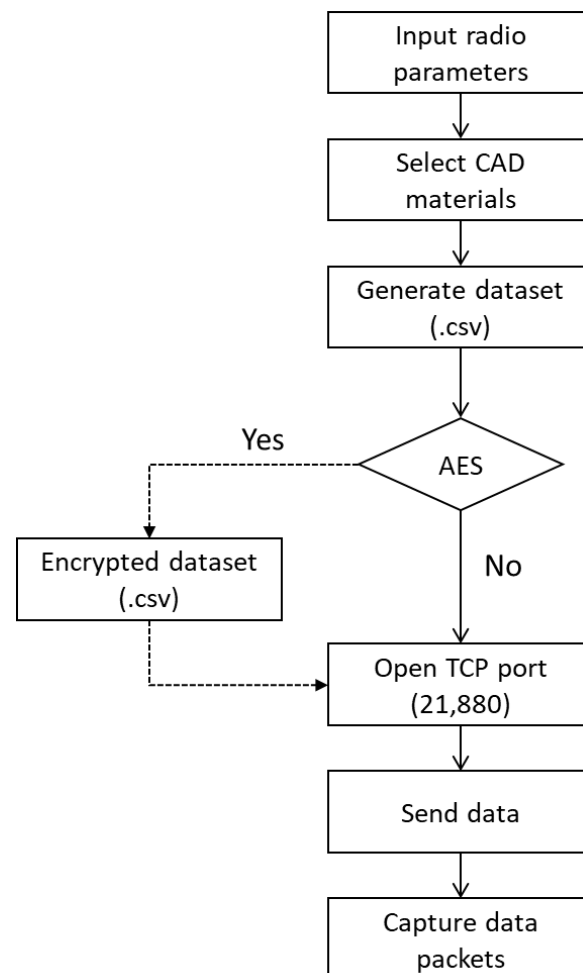 Input radio
parameters
Select CAD
materials
Generate dataset
(.csv)
Yes
AES
Encrypted dataset
(.csv)
No
Open TCP port
(21,880)
Send data
Capture data
packets